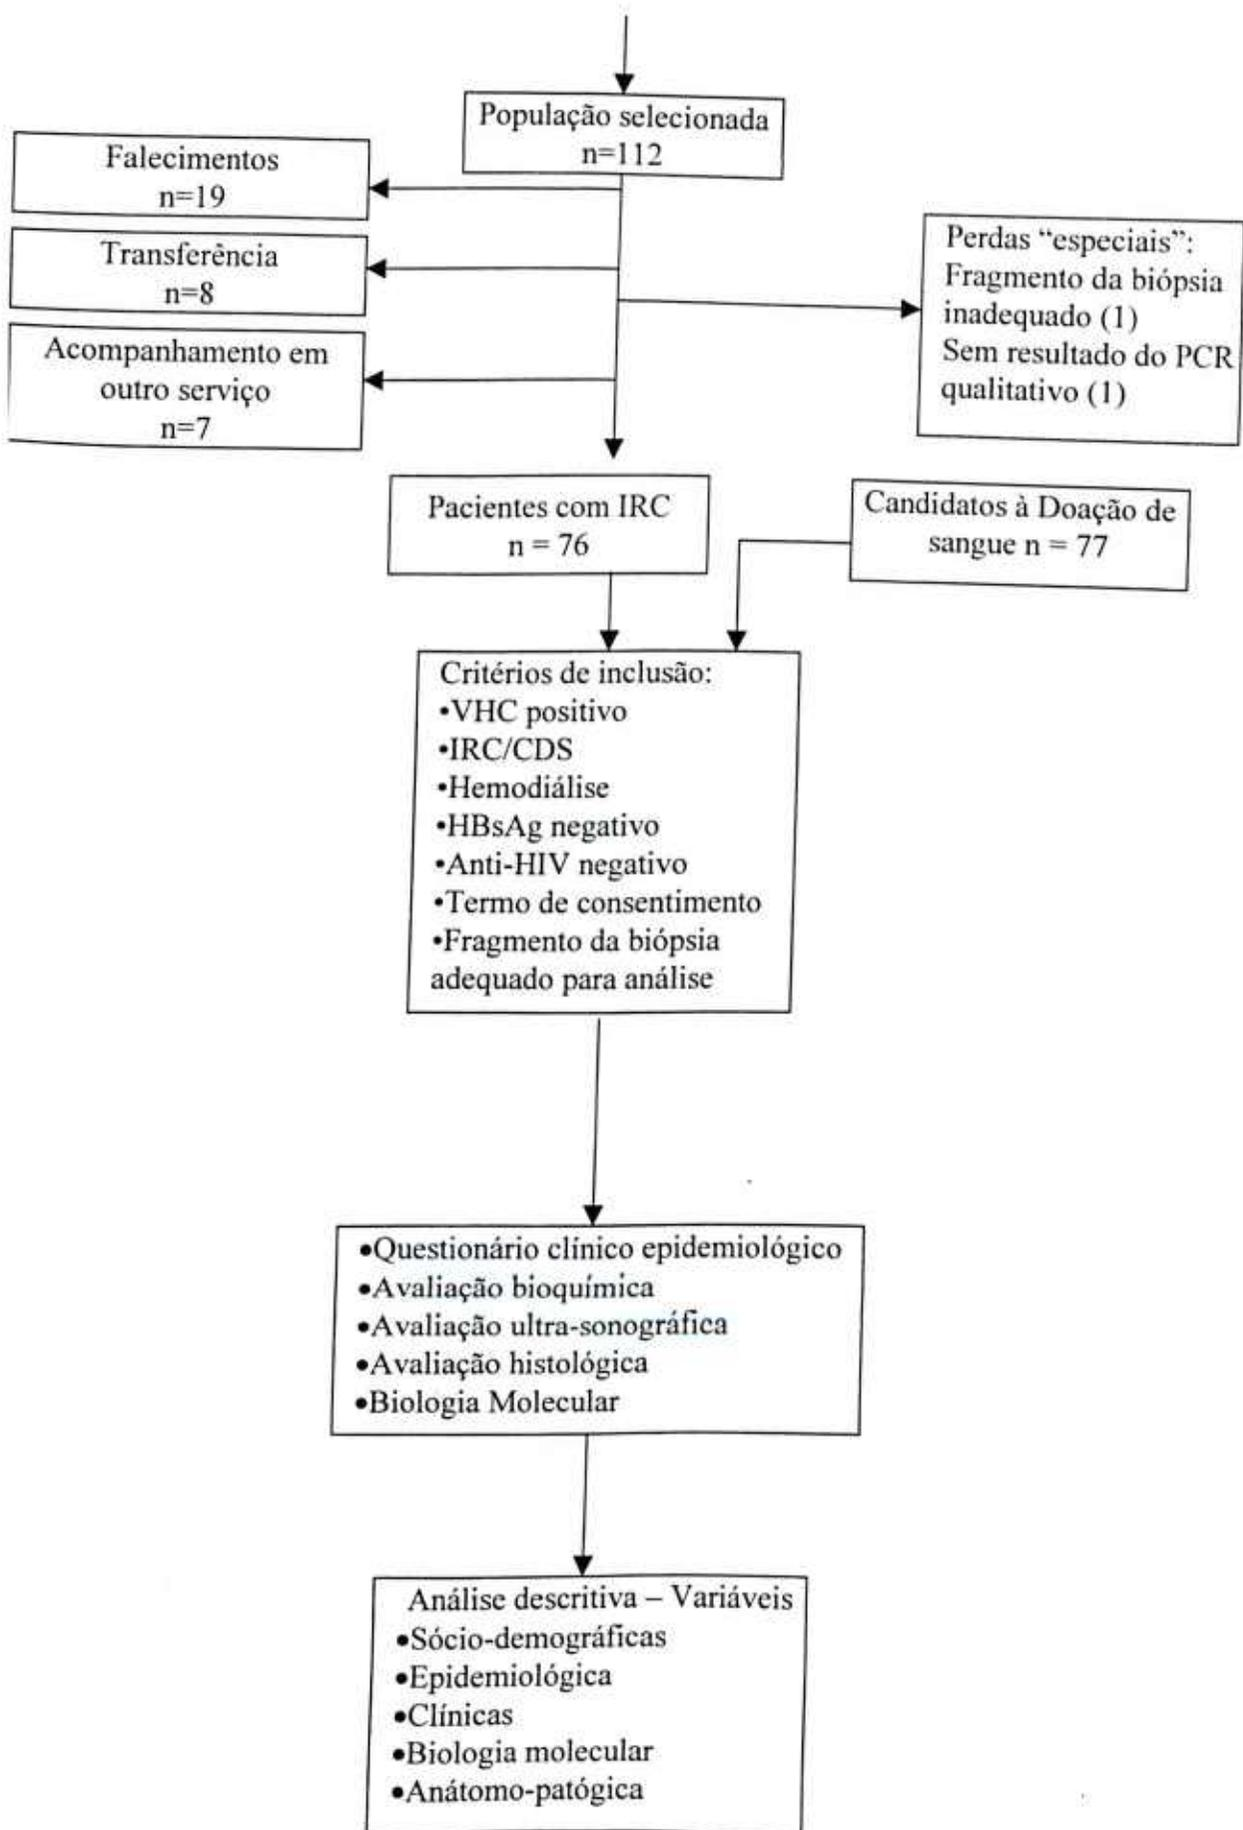 População selecionada
n=112
Falecimentos
n=19
Transferência
n=8
Acompanhamento em
outro serviço
n=7
Perdas “especiais”:
Fragmento da biópsia
inadequado (1)
Sem resultado do PCR
qualitativo (1)
Pacientes com IRC
n = 76
Candidatos à Doação de
sangue n = 77
Critérios de inclusão:
•VHC positivo
•IRC/CDS
•Hemodiálise
•HBsAg negativo
•Anti-HIV negativo
•Termo de consentimento
•Fragmento da biópsia
adequado para análise
•Questionário clínico epidemiológico
•Avaliação bioquímica
•Avaliação ultra-sonográfica
•Avaliação histológica
•Biologia Molecular
Análise descritiva – Variáveis
•Sócio-demográficas
•Epidemiológica
•Clínicas
•Biologia molecular
•Anátomo-patógica